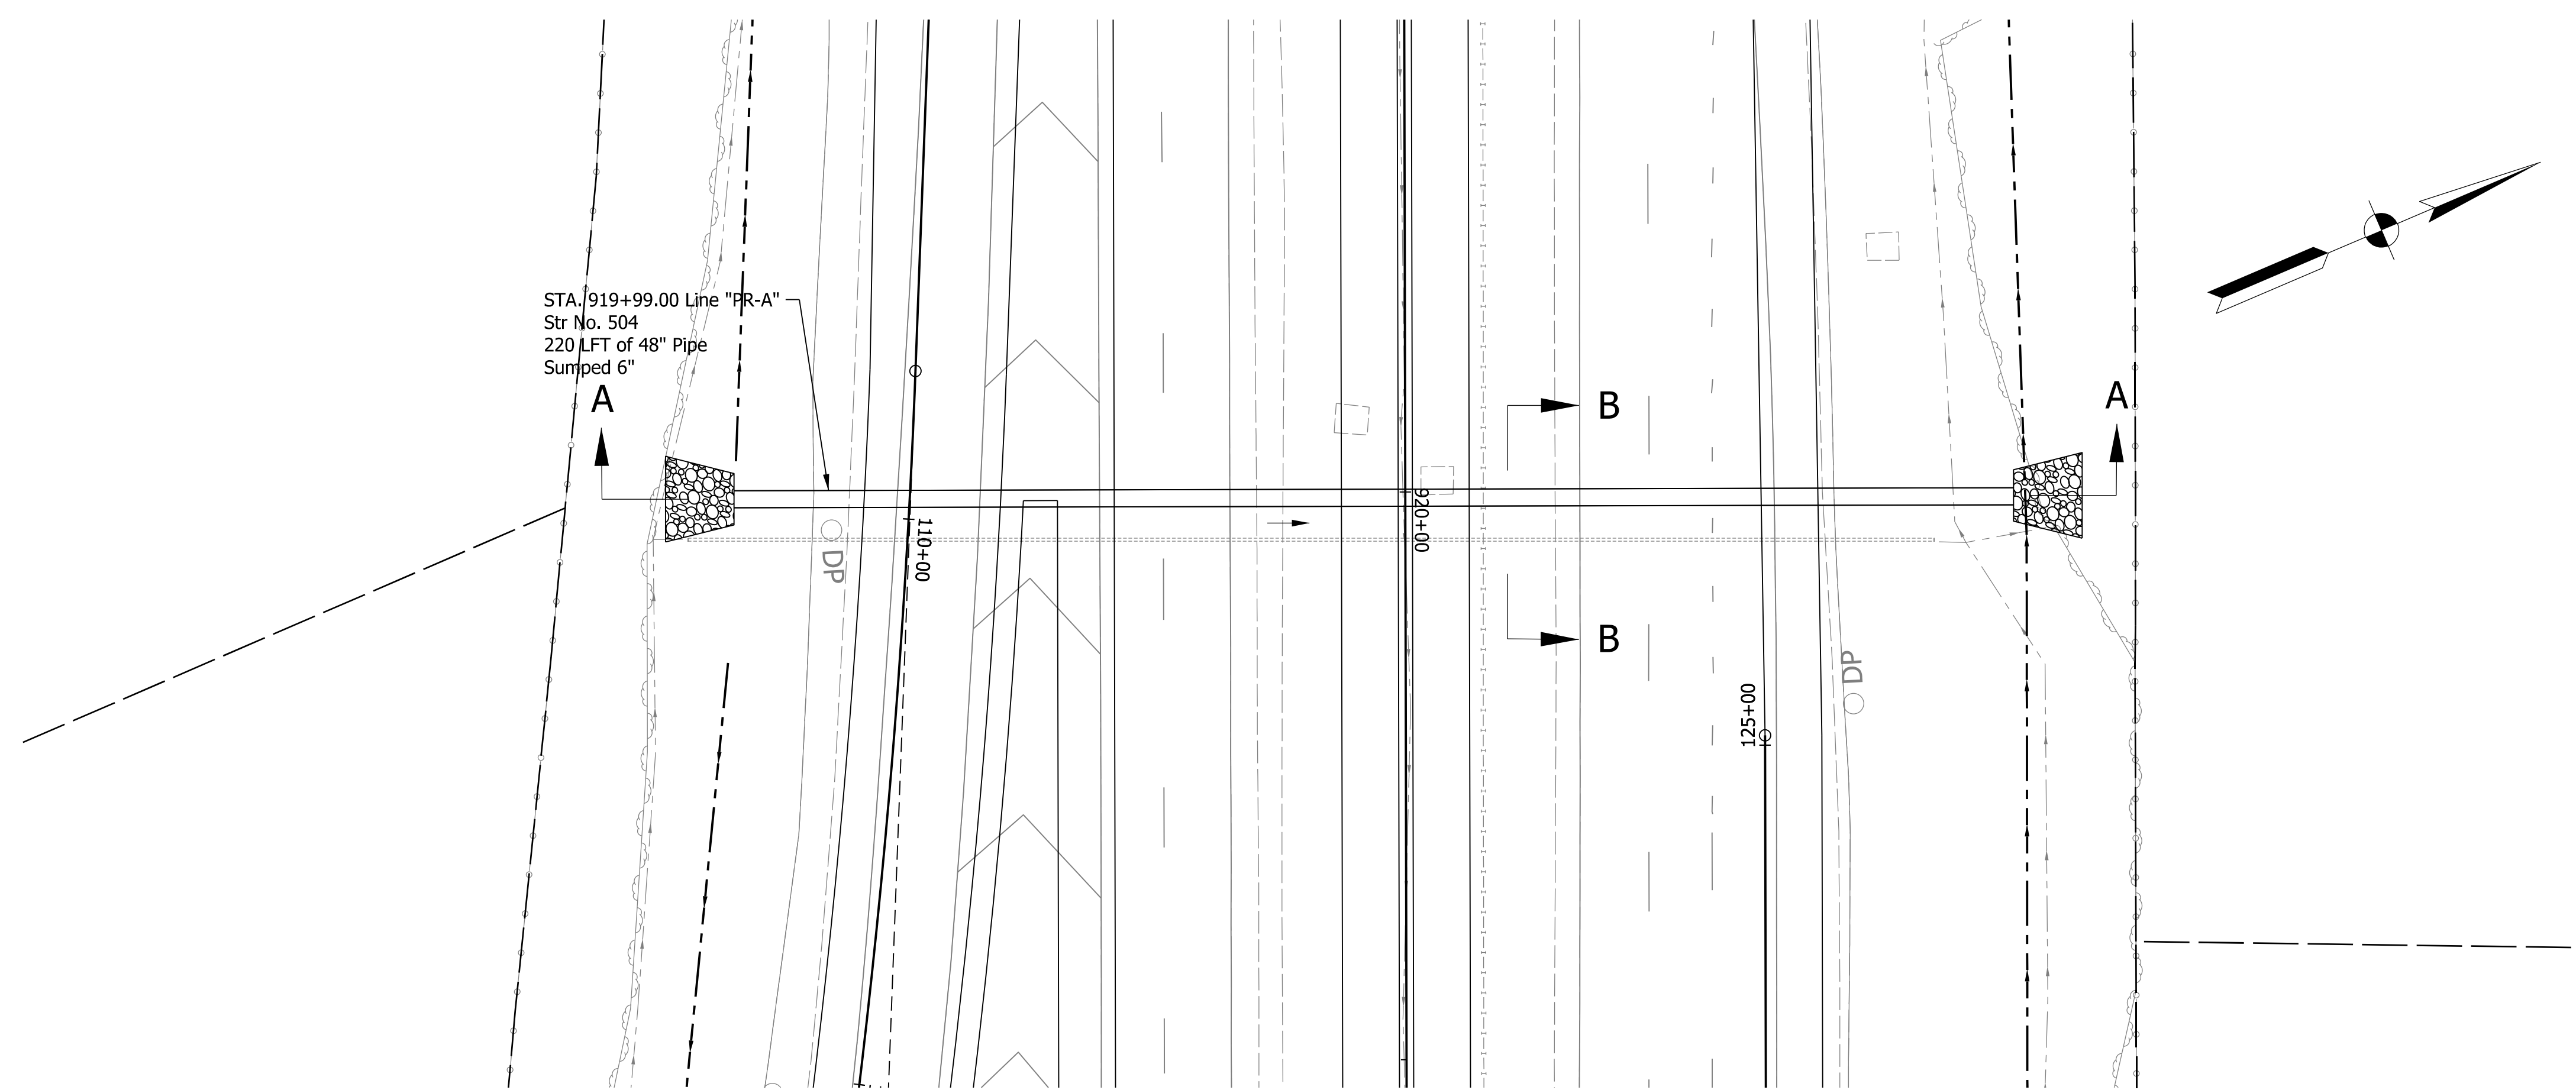 STA. 919+99.00 Line "PR-A"
Str No. 504
220 LFT of 48" Pipe
Sumped 6"
A
A
B
B
920+00
110+00
DP
DP
125+00